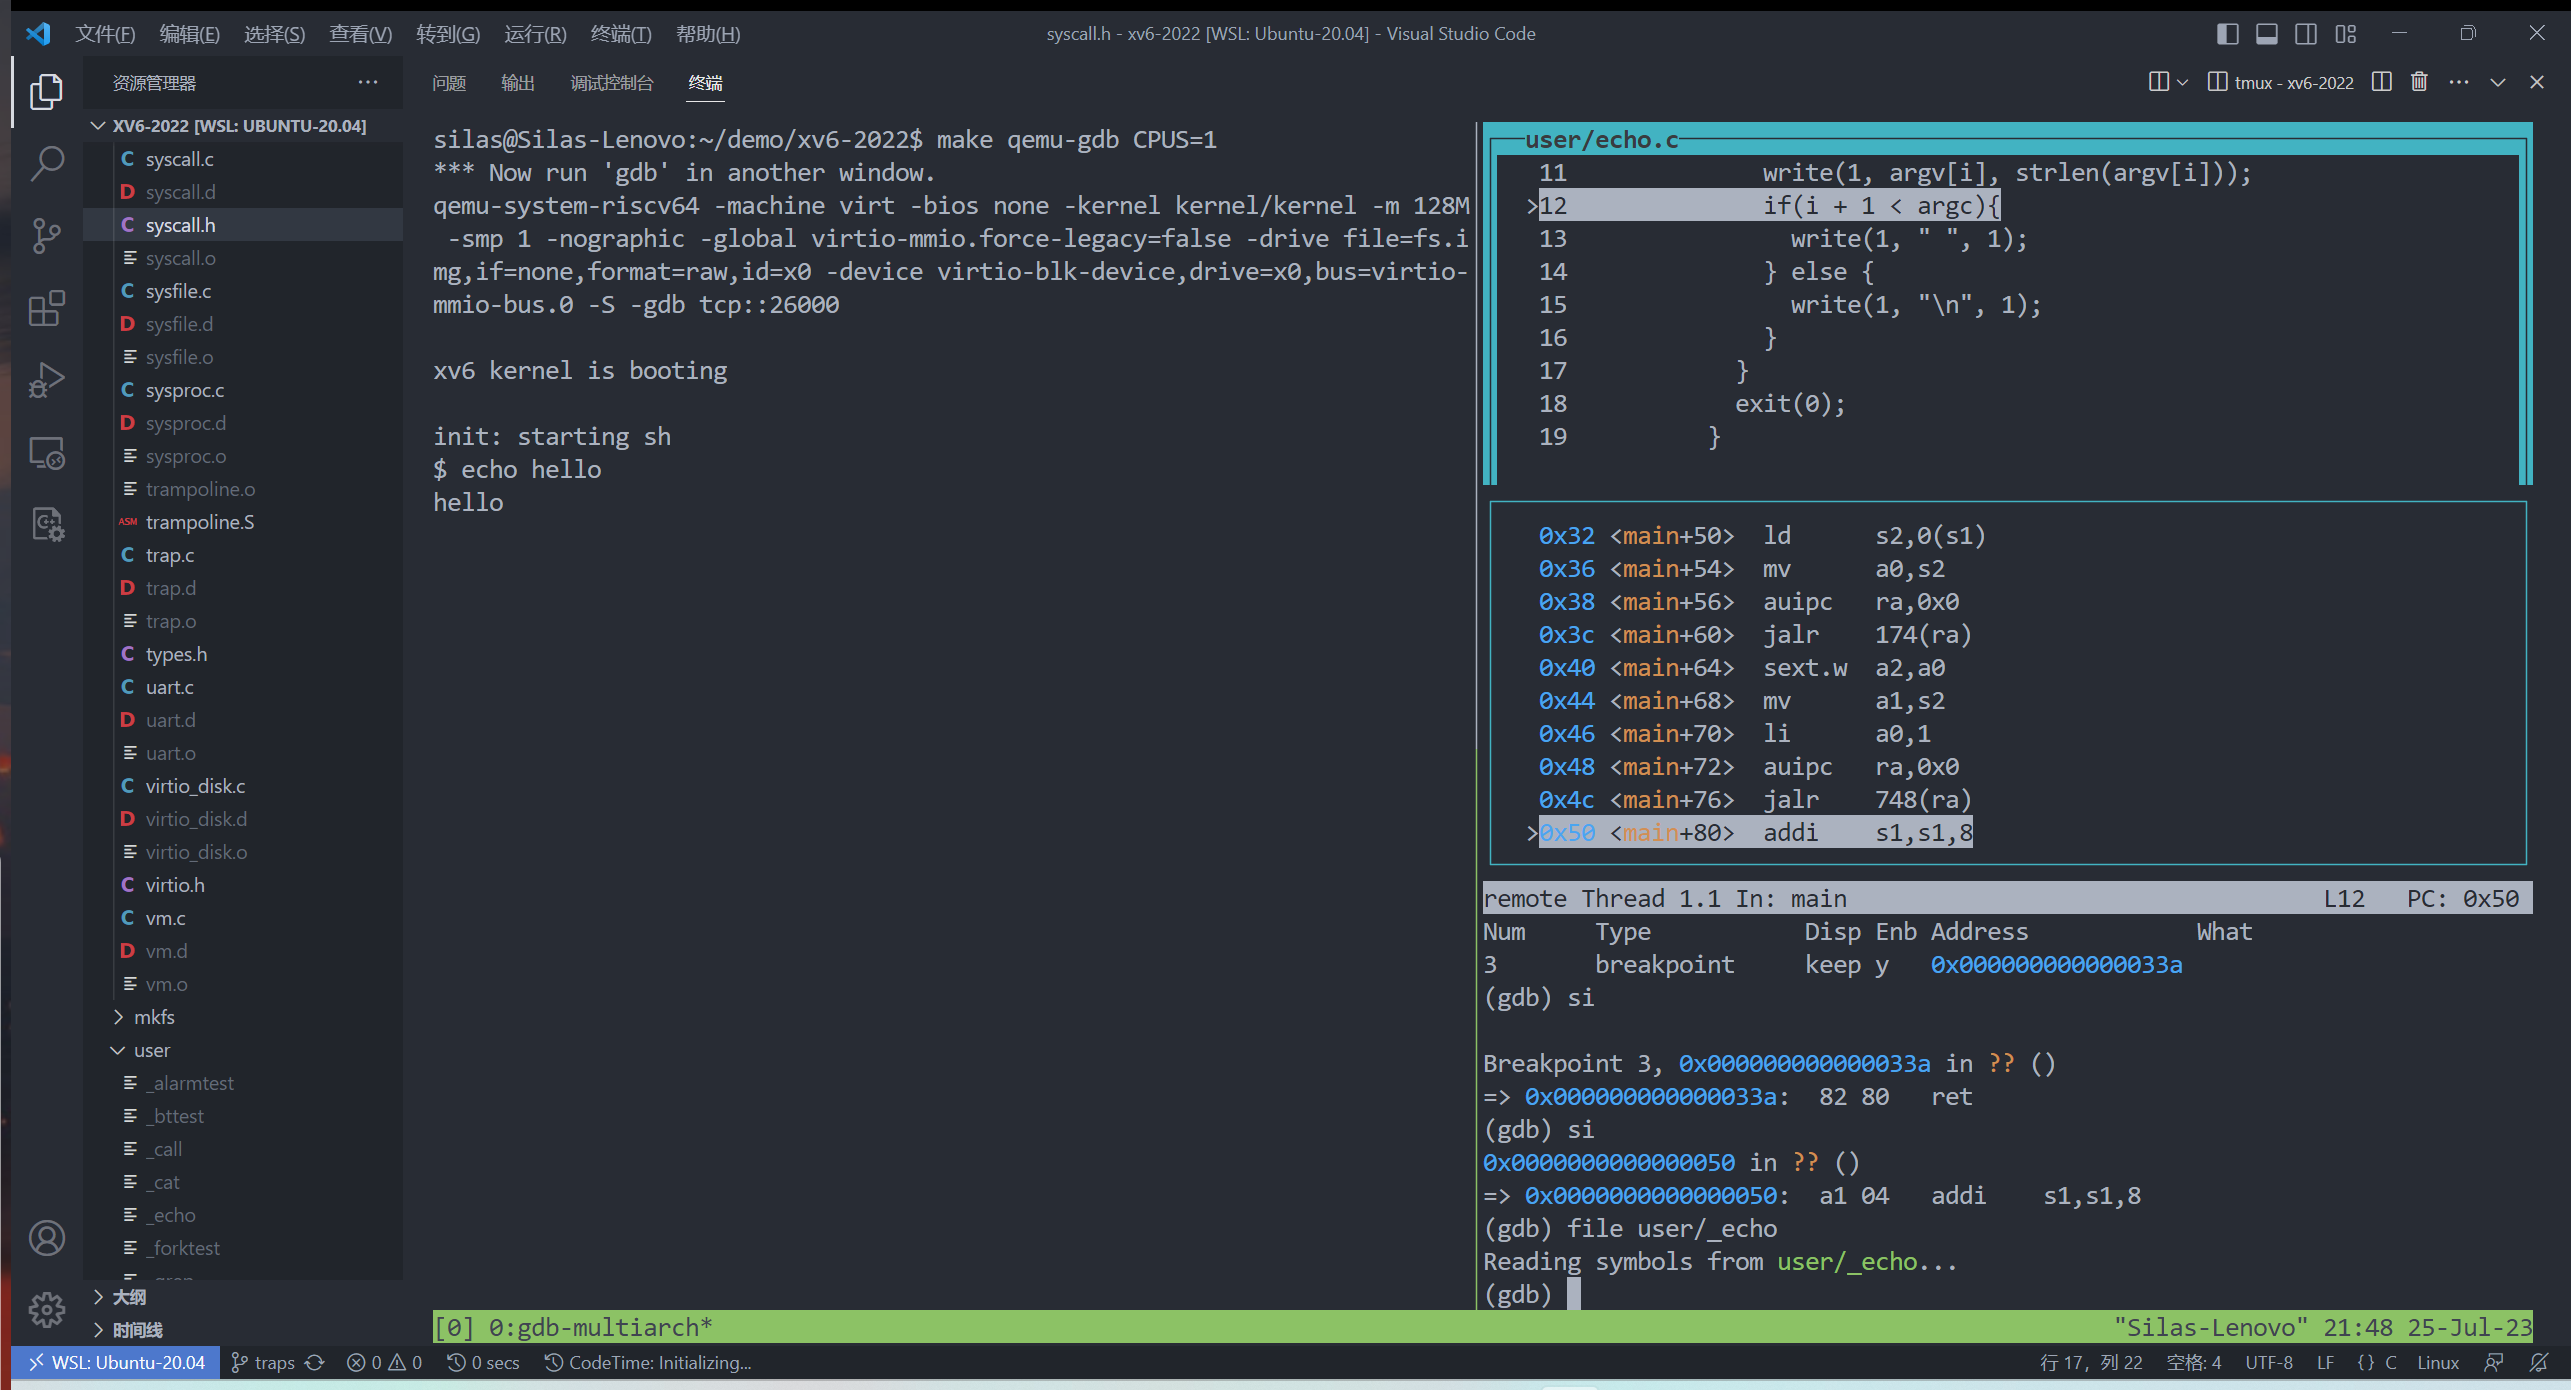 文件(F) 编辑(E) 选择(S) 查看(V) 转到(G) 运行(R) 终端(T) 帮助(H)
syscall.h - xv6-2022 [WSL: Ubuntu-20.04] - Visual Studio Code
资源管理器 ···
XV6-2022 [WSL: UBUNTU-20.04]
C syscall.c
D syscall.d
C syscall.h
syscall.o
C sysfile.c
D sysfile.d
sysfile.o
C sysproc.c
D sysproc.d
sysproc.o
trampoline.o
ASM trampoline.S
C trap.c
D trap.d
trap.o
C types.h
C uart.c
D uart.d
uart.o
C virtio_disk.c
D virtio_disk.d
virtio_disk.o
C virtio.h
C vm.c
D vm.d
vm.o
mkfs
user
_alarmtest
_bttest
_call
_cat
_echo
_forktest
大纲
时间线
问题 输出 调试控制台 终端
tmux - xv6-2022
silas@Silas-Lenovo:~/demo/xv6-2022$ make qemu-gdb CPUS=1
*** Now run 'gdb' in another window.
qemu-system-riscv64 -machine virt -bios none -kernel kernel/kernel -m 128M
-smp 1 -nographic -global virtio-mmio.force-legacy=false -drive file=fs.i
mg,if=none,format=raw,id=x0 -device virtio-blk-device,drive=x0,bus=virtio-
mmio-bus.0 -S -gdb tcp::26000
xv6 kernel is booting
init: starting sh
$ echo hello
hello
user/echo.c
11 write(1, argv[i], strlen(argv[i]));
>12 if(i + 1 < argc){
13 write(1, " ", 1);
14 } else {
15 write(1, "\n", 1);
16 }
17 }
18 exit(0);
19 }
0x32 <main+50> ld s2,0(s1)
0x36 <main+54> mv a0,s2
0x38 <main+56> auipc ra,0x0
0x3c <main+60> jalr 174(ra)
0x40 <main+64> sext.w a2,a0
0x44 <main+68> mv a1,s2
0x46 <main+70> li a0,1
0x48 <main+72> auipc ra,0x0
0x4c <main+76> jalr 748(ra)
>0x50 <main+80> addi s1,s1,8
remote Thread 1.1 In: main L12 PC: 0x50
Num Type Disp Enb Address What
3 breakpoint keep y 0x000000000000033a
(gdb) si
Breakpoint 3, 0x000000000000033a in ?? ()
=> 0x000000000000033a: 82 80 ret
(gdb) si
0x0000000000000050 in ?? ()
=> 0x0000000000000050: a1 04 addi s1,s1,8
(gdb) file user/_echo
Reading symbols from user/_echo...
(gdb)
[0] 0:gdb-multiarch* "Silas-Lenovo" 21:48 25-Jul-23
WSL: Ubuntu-20.04 traps 0 0 0 secs CodeTime: Initializing... 行 17，列 22 空格: 4 UTF-8 LF {} C Linux